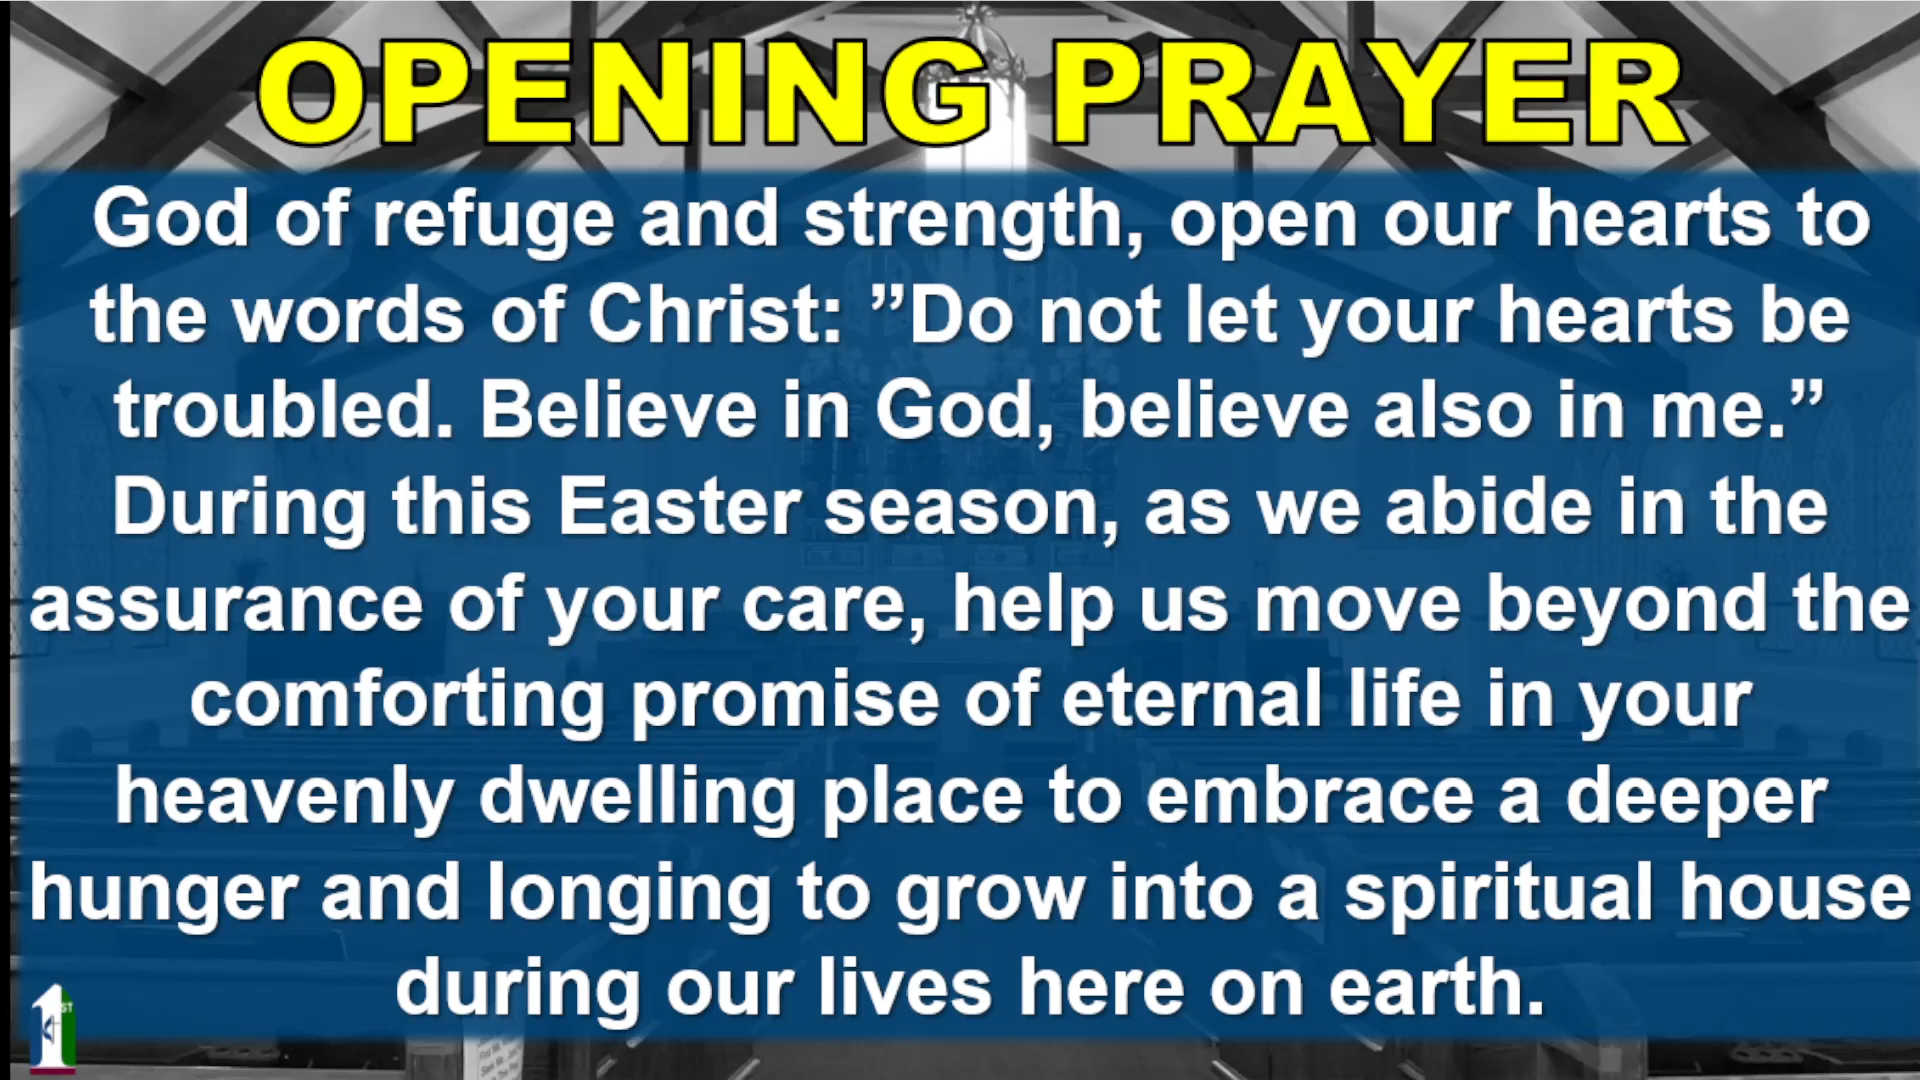 OPENING PRAYER
God of refuge and strength, open our hearts to
the words of Christ: ”Do not let your hearts be
troubled. Believe in God, believe also in me.”
During this Easter season, as we abide in the
assurance of your care, help us move beyond the
comforting promise of eternal life in your
heavenly dwelling place to embrace a deeper
hunger and longing to grow into a spiritual house
during our lives here on earth.
1ST